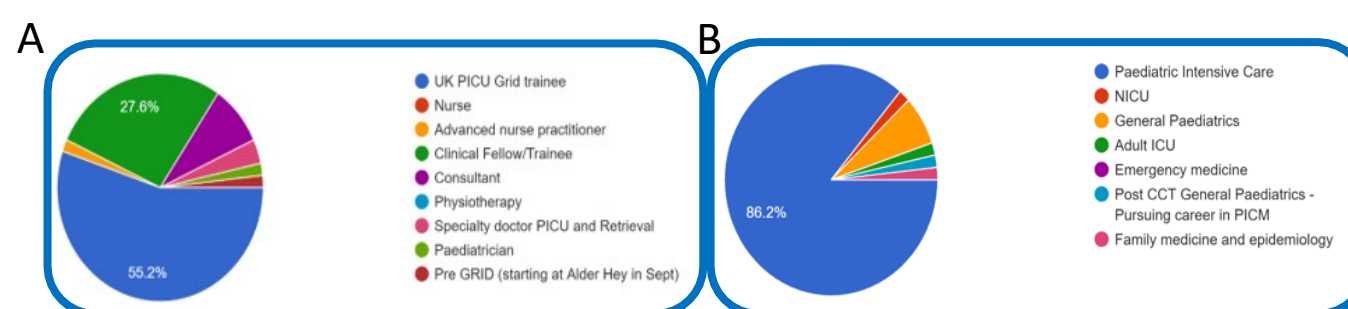 A
27.6%
55.2%
UK PICU Grid trainee
Nurse
Advanced nurse practitioner
Clinical Fellow/Trainee
Consultant
Physiotherapy
Specialty doctor PICU and Retrieval
Paediatrician
Pre GRID (starting at Alder Hey in Sept)
B
86.2%
Paediatric Intensive Care
NICU
General Paediatrics
Adult ICU
Emergency medicine
Post CCT General Paediatrics -
Pursuing career in PICM
Family medicine and epidemiology